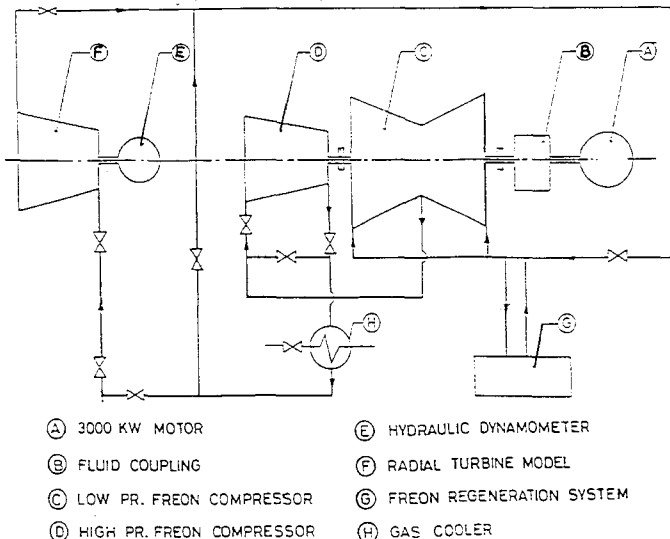 F E D C B A
H
G
A 3000 KW MOTOR
B FLUID COUPLING
C LOW PR. FREON COMPRESSOR
D HIGH PR. FREON COMPRESSOR
E HYDRAULIC DYNAMOMETER
F RADIAL TURBINE MODEL
G FREON REGENERATION SYSTEM
H GAS COOLER